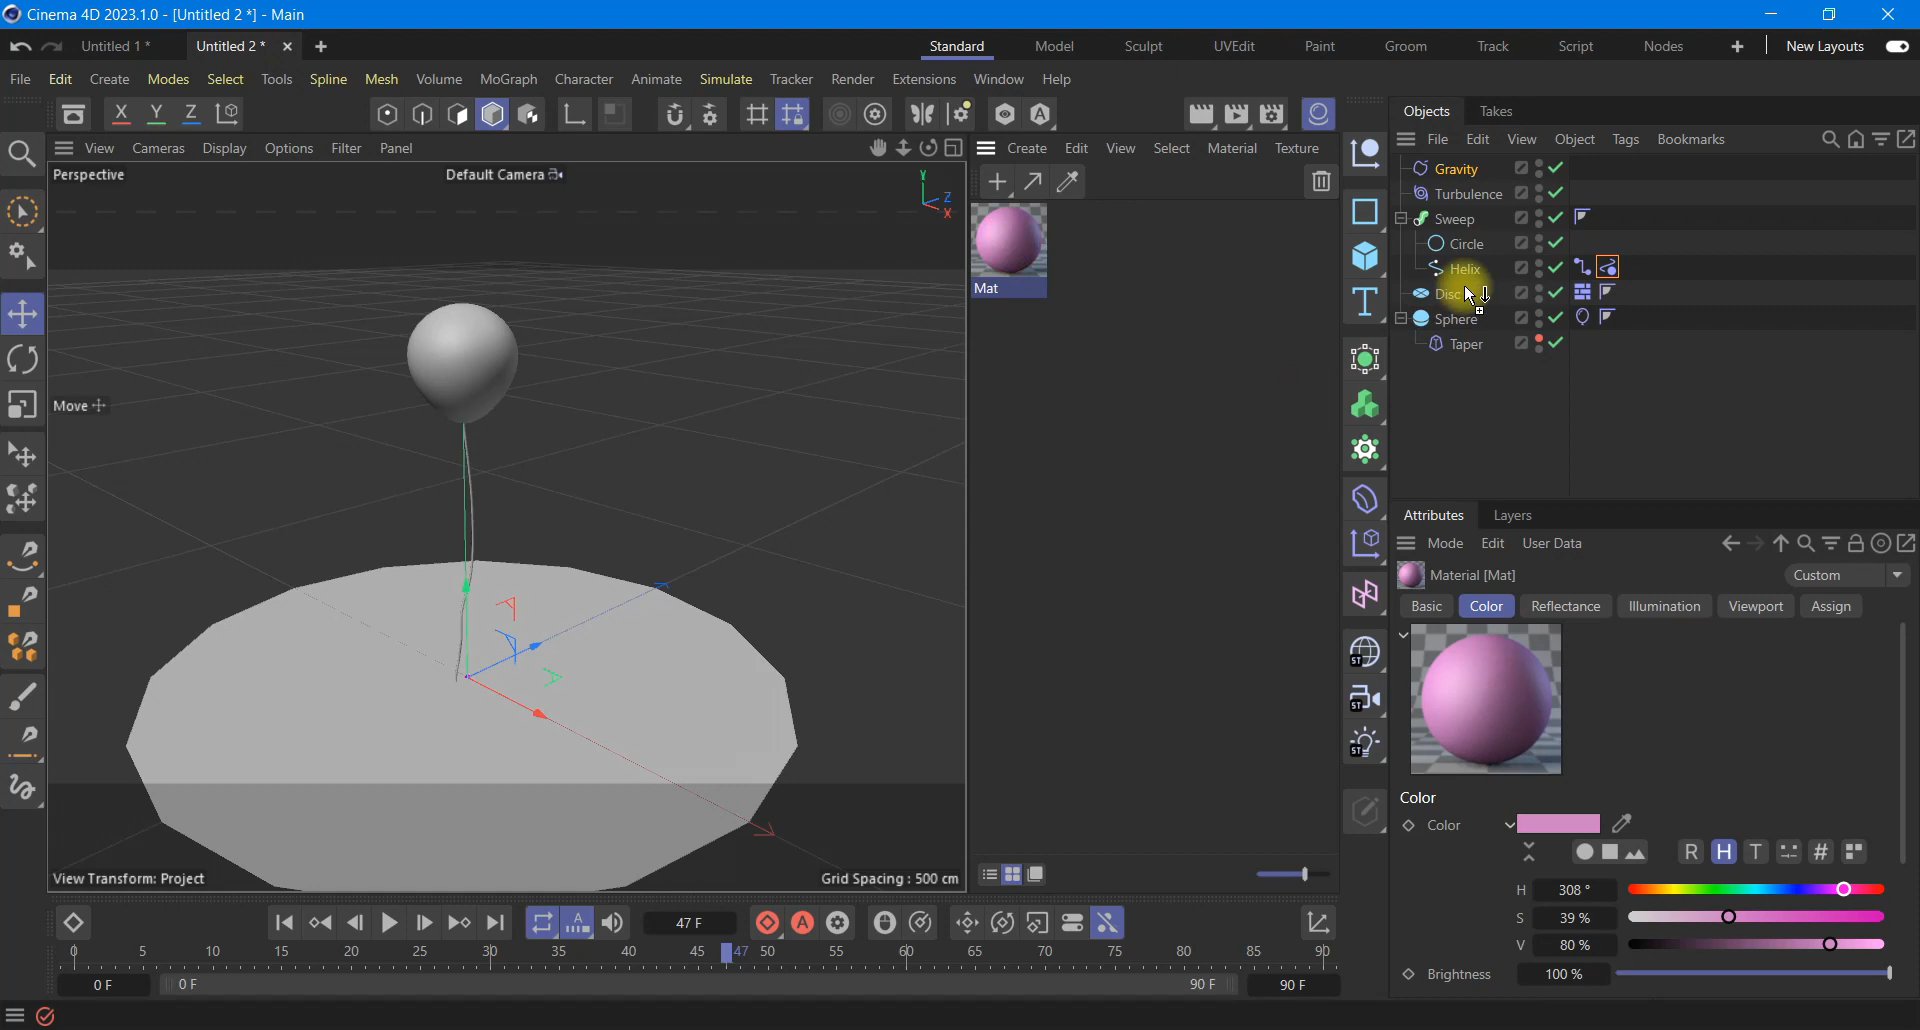 Cinema 4D 2023.1.0 - [Untitled 2 *] - Main
Untitled 1 *
Untitled 2 *
Standard
Model
Sculpt
UVEdit
Paint
Groom
Track
Script
Nodes
New Layouts
File Edit Create Modes Select Tools Spline Mesh Volume MoGraph Character Animate Simulate Tracker Render Extensions Window Help
X Y Z
Objects Takes
File Edit View Object Tags Bookmarks
View Cameras Display Options Filter Panel
Create Edit View Select Material Texture
Perspective
Default Camera
Y
Z
X
Move
Mat
Gravity
Turbulence
Sweep
Circle
Helix
Disc
Sphere
Taper
T
ST
ST
ST
View Transform: Project
Grid Spacing : 500 cm
Attributes Layers
Mode Edit User Data
Material [Mat]
Custom
Basic Color Reflectance Illumination Viewport Assign
Color
Color
R H T #
H 308 °
S 39 %
V 80 %
Brightness 100 %
A
47 F
A
0 5 10 15 20 25 30 35 40 45 47 50 55 60 65 70 75 80 85 90
0 F
0 F
90 F
90 F